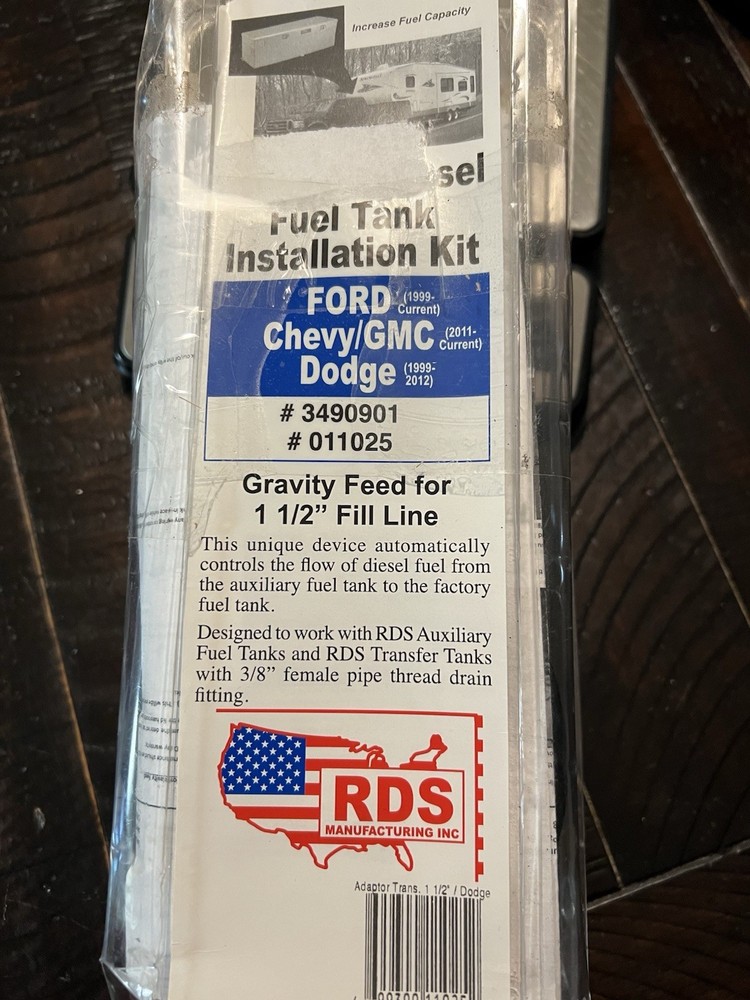 Increase Fuel Capacity
sel
Fuel Tank
Installation Kit
FORD (1999-
Current)
Chevy/GMC (2011-
Current)
Dodge (1999-
2012)
# 3490901
# 011025
Gravity Feed for
1 1/2” Fill Line
This unique device automatically
controls the flow of diesel fuel from
the auxiliary fuel tank to the factory
fuel tank.
Designed to work with RDS Auxiliary
Fuel Tanks and RDS Transfer Tanks
with 3/8” female pipe thread drain
fitting.
RDS
MANUFACTURING INC
Adaptor Trans. 1 1/2" / Dodge